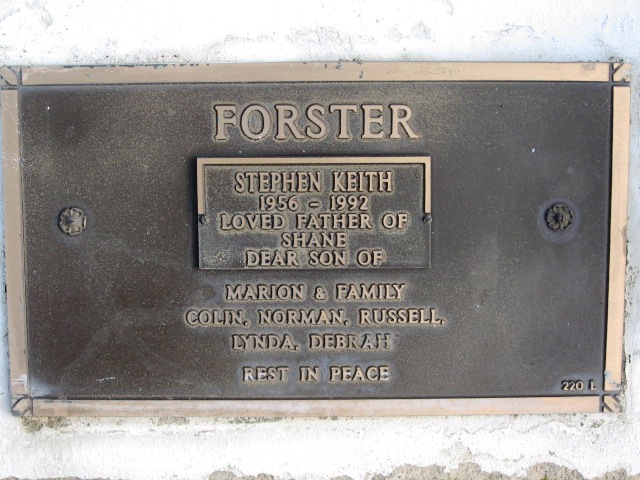 FORSTER
STEPHEN KEITH
1956 - 1992
LOVED FATHER OF
SHANE
DEAR SON OF
MARION & FAMILY
COLIN, NORMAN, RUSSELL,
LYNDA, DEBRAH
REST IN PEACE
220 L